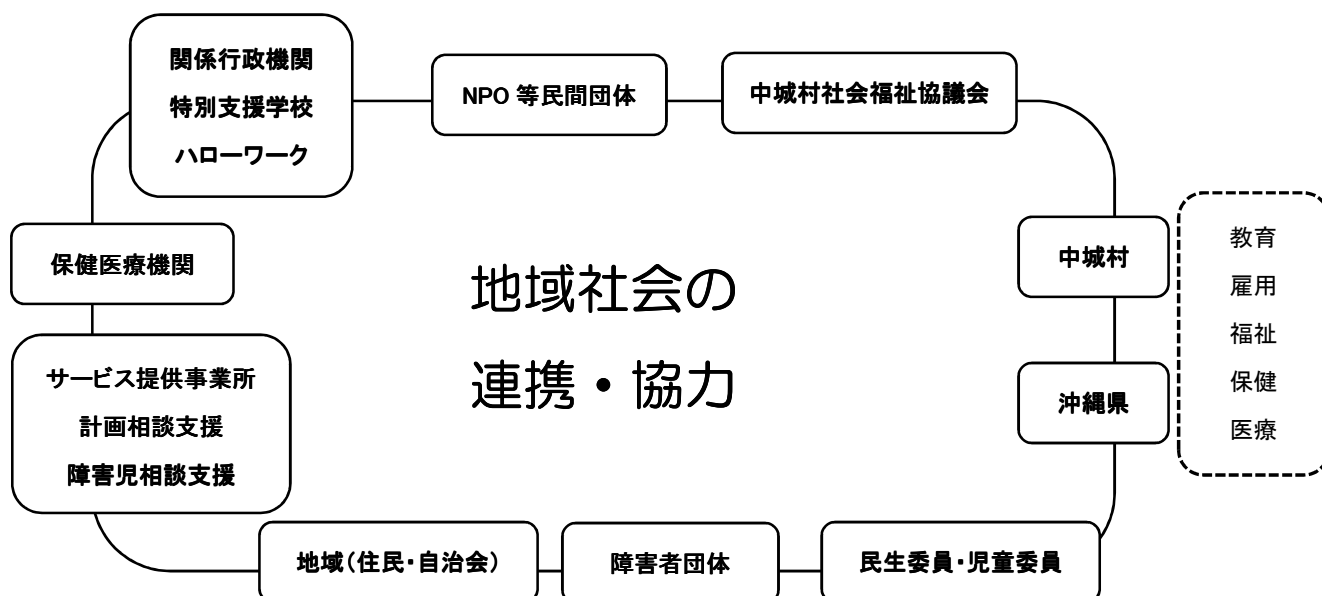 関係行政機関
特別支援学校
ハローワーク
NPO 等民間団体
中城村社会福祉協議会
保健医療機関
地域社会の
連携・協力
中城村
沖縄県
教育
雇用
福祉
保健
医療
サービス提供事業所
計画相談支援
障害児相談支援
地域（住民・自治会）
障害者団体
民生委員・児童委員